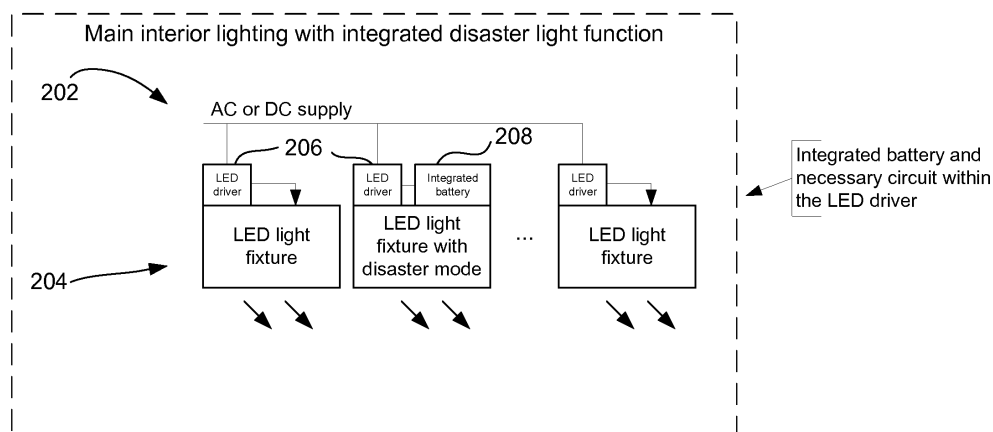 Main interior lighting with integrated disaster light function
202
AC or DC supply
206
208
LED
driver
LED
driver
Integrated
battery
LED
driver
Integrated battery and
necessary circuit within
the LED driver
LED light
fixture
LED light
fixture with
disaster mode
...
LED light
fixture
204